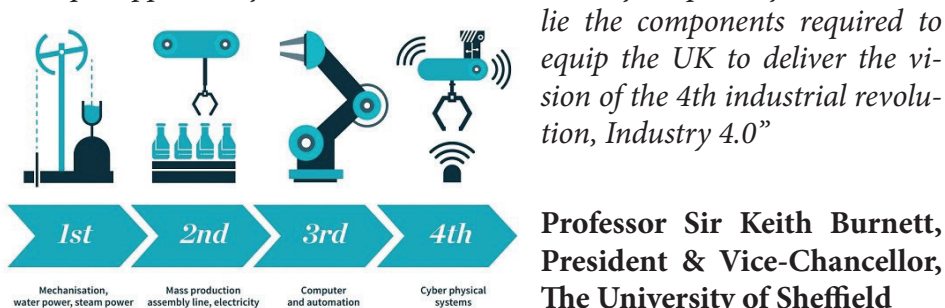 lie the components required to
equip the UK to deliver the vi-
sion of the 4th industrial revolu-
tion, Industry 4.0”
1st
2nd
3rd
4th
Mechanisation,
water power, steam power
Mass production
assembly line, electricity
Computer
and automation
Cyber physical
systems
Professor Sir Keith Burnett,
President & Vice-Chancellor,
The University of Sheffield